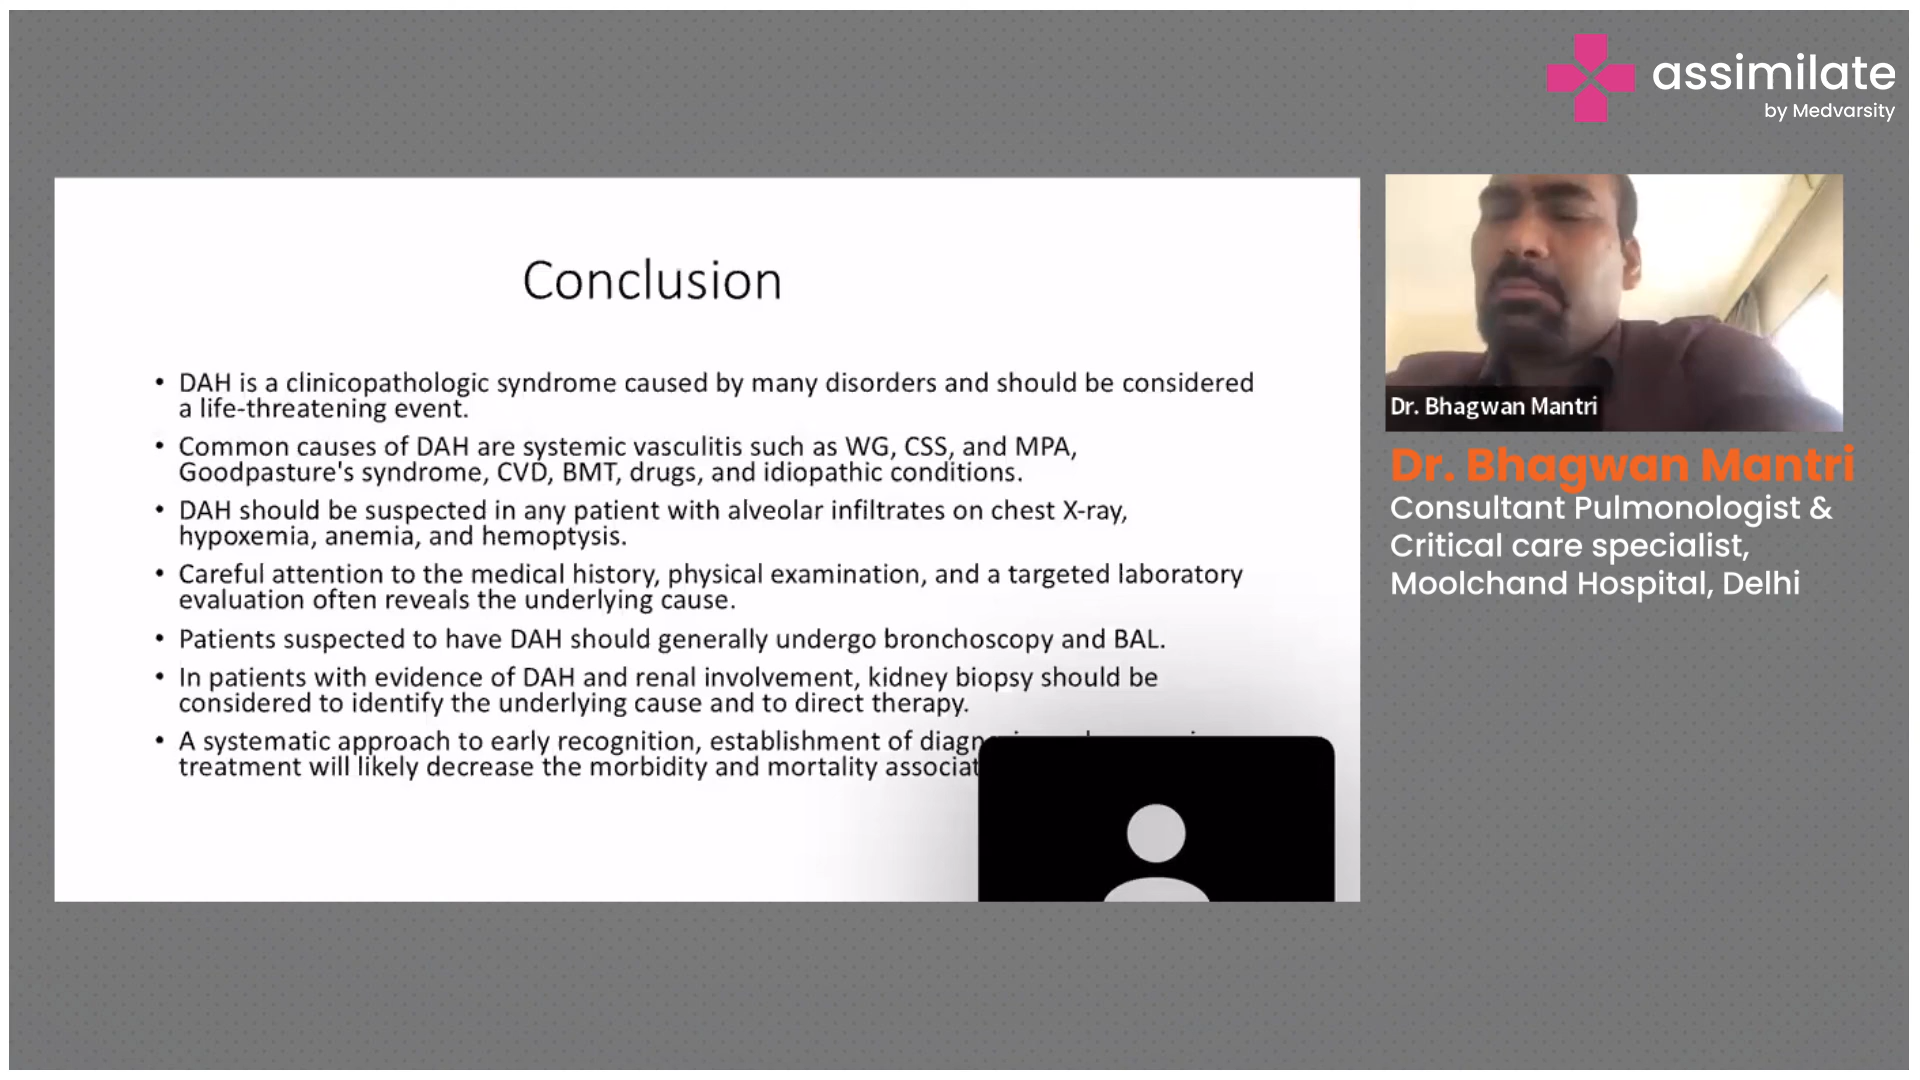 assimilate
by Medvarsity
Conclusion
• DAH is a clinicopathologic syndrome caused by many disorders and should be considered
a life-threatening event.
• Common causes of DAH are systemic vasculitis such as WG, CSS, and MPA,
Goodpasture's syndrome, CVD, BMT, drugs, and idiopathic conditions.
• DAH should be suspected in any patient with alveolar infiltrates on chest X-ray,
hypoxemia, anemia, and hemoptysis.
• Careful attention to the medical history, physical examination, and a targeted laboratory
evaluation often reveals the underlying cause.
• Patients suspected to have DAH should generally undergo bronchoscopy and BAL.
• In patients with evidence of DAH and renal involvement, kidney biopsy should be
considered to identify the underlying cause and to direct therapy.
• A systematic approach to early recognition, establishment of
treatment will likely decrease the morbidity and mortality
Dr. Bhagwan Mantri
Dr. Bhagwan Mantri
Consultant Pulmonologist &
Critical care specialist,
Moolchand Hospital, Delhi